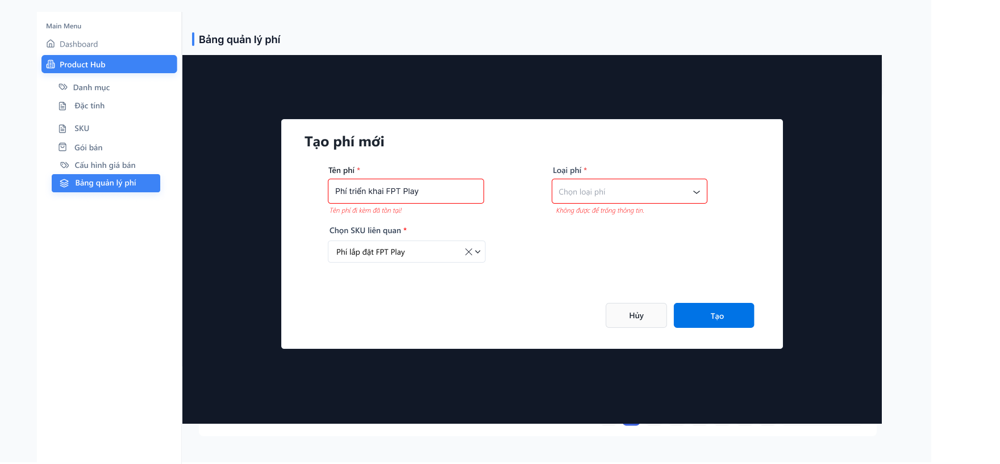 Main Menu
Dashboard
Product Hub
Danh mục
Đặc tính
SKU
Gói bán
Cấu hình giá bán
Bảng quản lý phí
Bảng quản lý phí
Tạo phí mới
Tên phí *
Loại phí *
Phí triển khai FPT Play
Chọn loại phí
Tên phí đi kèm đã tồn tại!
Không được để trống thông tin.
Chọn SKU liên quan *
Phí lắp đặt FPT Play
Hủy
Tạo